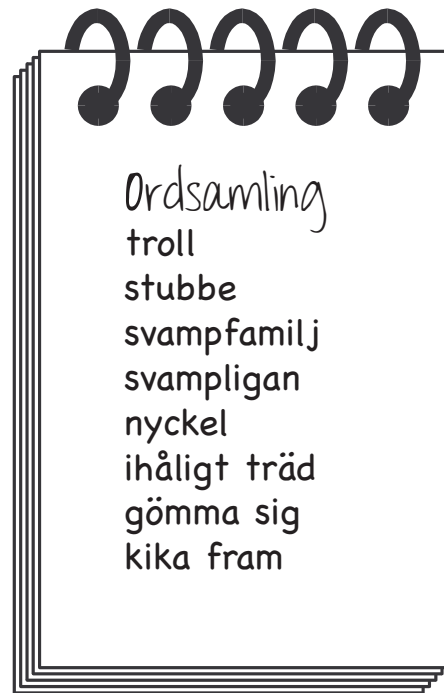 Ordsamling
troll
stubbe
svampfamilj
svampligan
nyckel
ihåligt träd
gömma sig
kika fram